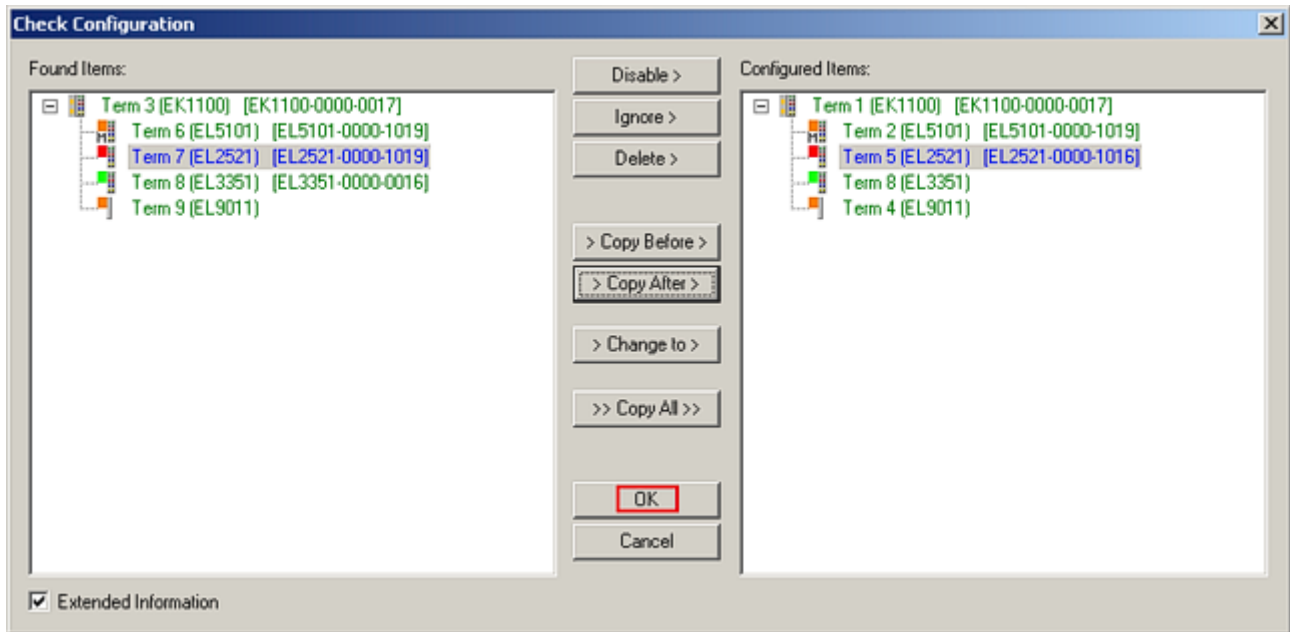 Check Configuration
Found Items:
Term 3 (EK1100) [EK1100-0000-0017]
Term 6 (EL5101) [EL5101-0000-1019]
Term 7 (EL2521) [EL2521-0000-1019]
Term 8 (EL3351) [EL3351-0000-0016]
Term 9 (EL9011)
Disable >
Ignore >
Delete >
> Copy Before >
> Copy After >
> Change to >
>> Copy All >>
OK
Cancel
Configured Items:
Term 1 (EK1100) [EK1100-0000-0017]
Term 2 (EL5101) [EL5101-0000-1019]
Term 5 (EL2521) [EL2521-0000-1016]
Term 8 (EL3351)
Term 4 (EL9011)
Extended Information